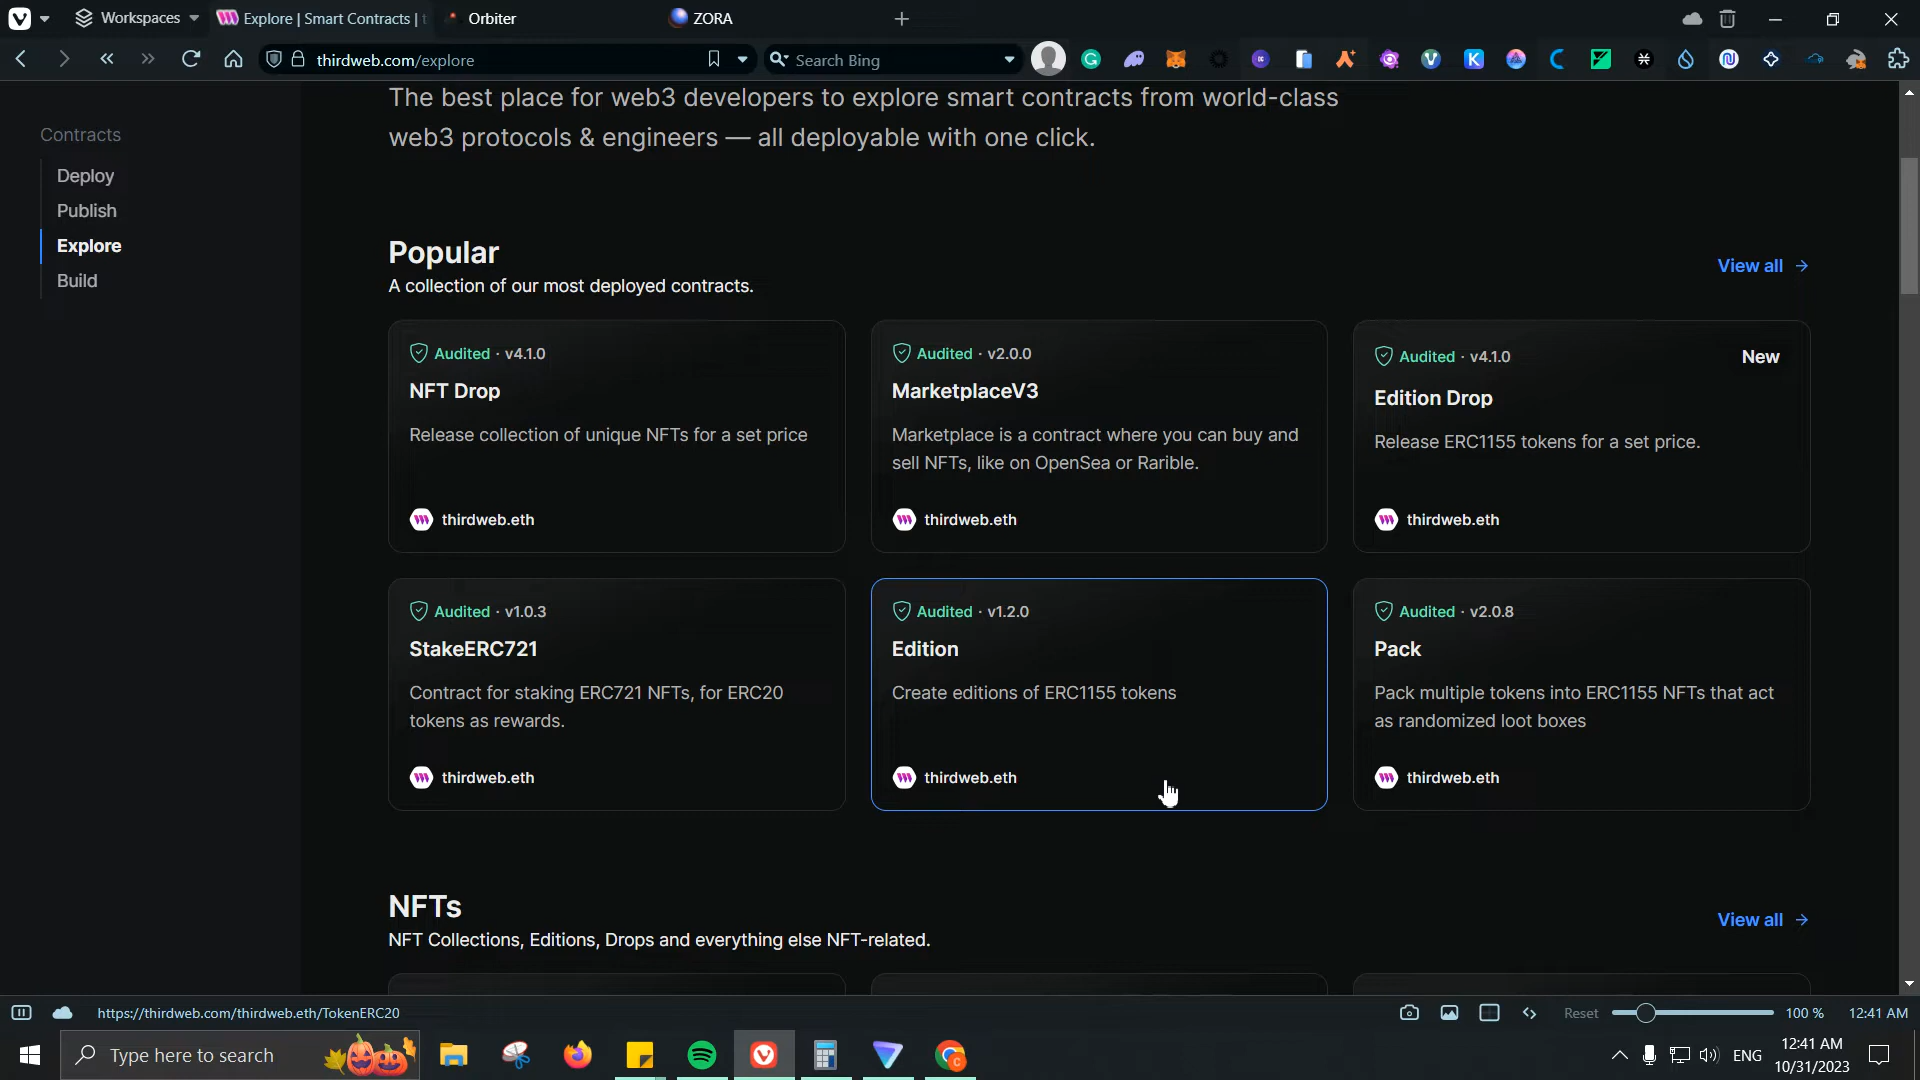 Workspaces
Explore | Smart Contracts | t
Orbiter
ZORA
thirdweb.com/explore
Search Bing
The best place for web3 developers to explore smart contracts from world-class
web3 protocols & engineers — all deployable with one click.
Contracts
Deploy
Publish
Explore
Build
Popular
A collection of our most deployed contracts.
View all
Audited · v4.1.0
NFT Drop
Release collection of unique NFTs for a set price
thirdweb.eth
Audited · v2.0.0
MarketplaceV3
Marketplace is a contract where you can buy and
sell NFTs, like on OpenSea or Rarible.
thirdweb.eth
Audited · v4.1.0
New
Edition Drop
Release ERC1155 tokens for a set price.
thirdweb.eth
Audited · v1.0.3
StakeERC721
Contract for staking ERC721 NFTs, for ERC20
tokens as rewards.
thirdweb.eth
Audited · v1.2.0
Edition
Create editions of ERC1155 tokens
thirdweb.eth
Audited · v2.0.8
Pack
Pack multiple tokens into ERC1155 NFTs that act
as randomized loot boxes
thirdweb.eth
NFTs
NFT Collections, Editions, Drops and everything else NFT-related.
View all
https://thirdweb.com/thirdweb.eth/TokenERC20
Reset
100 %
12:41 AM
Type here to search
ENG
12:41 AM
10/31/2023